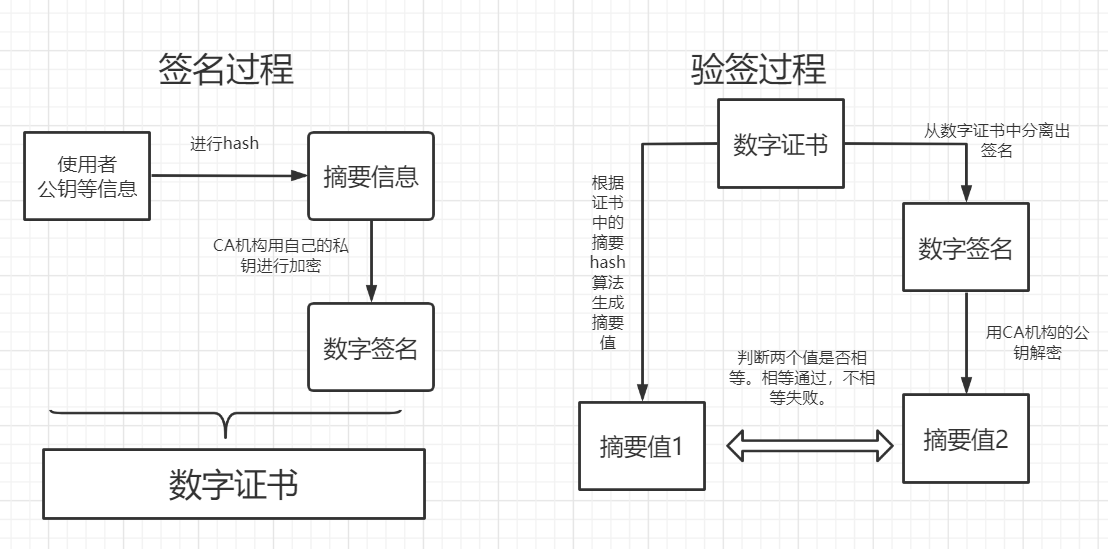 签名过程
使用者
公钥等信息
进行hash
摘要信息
CA机构用自己的私
钥进行加密
数字签名
数字证书
验签过程
数字证书
从数字证书中分离出
签名
根据
证书
中的
摘要
hash
算法
生成
摘要
值
数字签名
用CA机构的公
钥解密
判断两个值是否相
等。相等通过，不相
等失败。
摘要值1
摘要值2